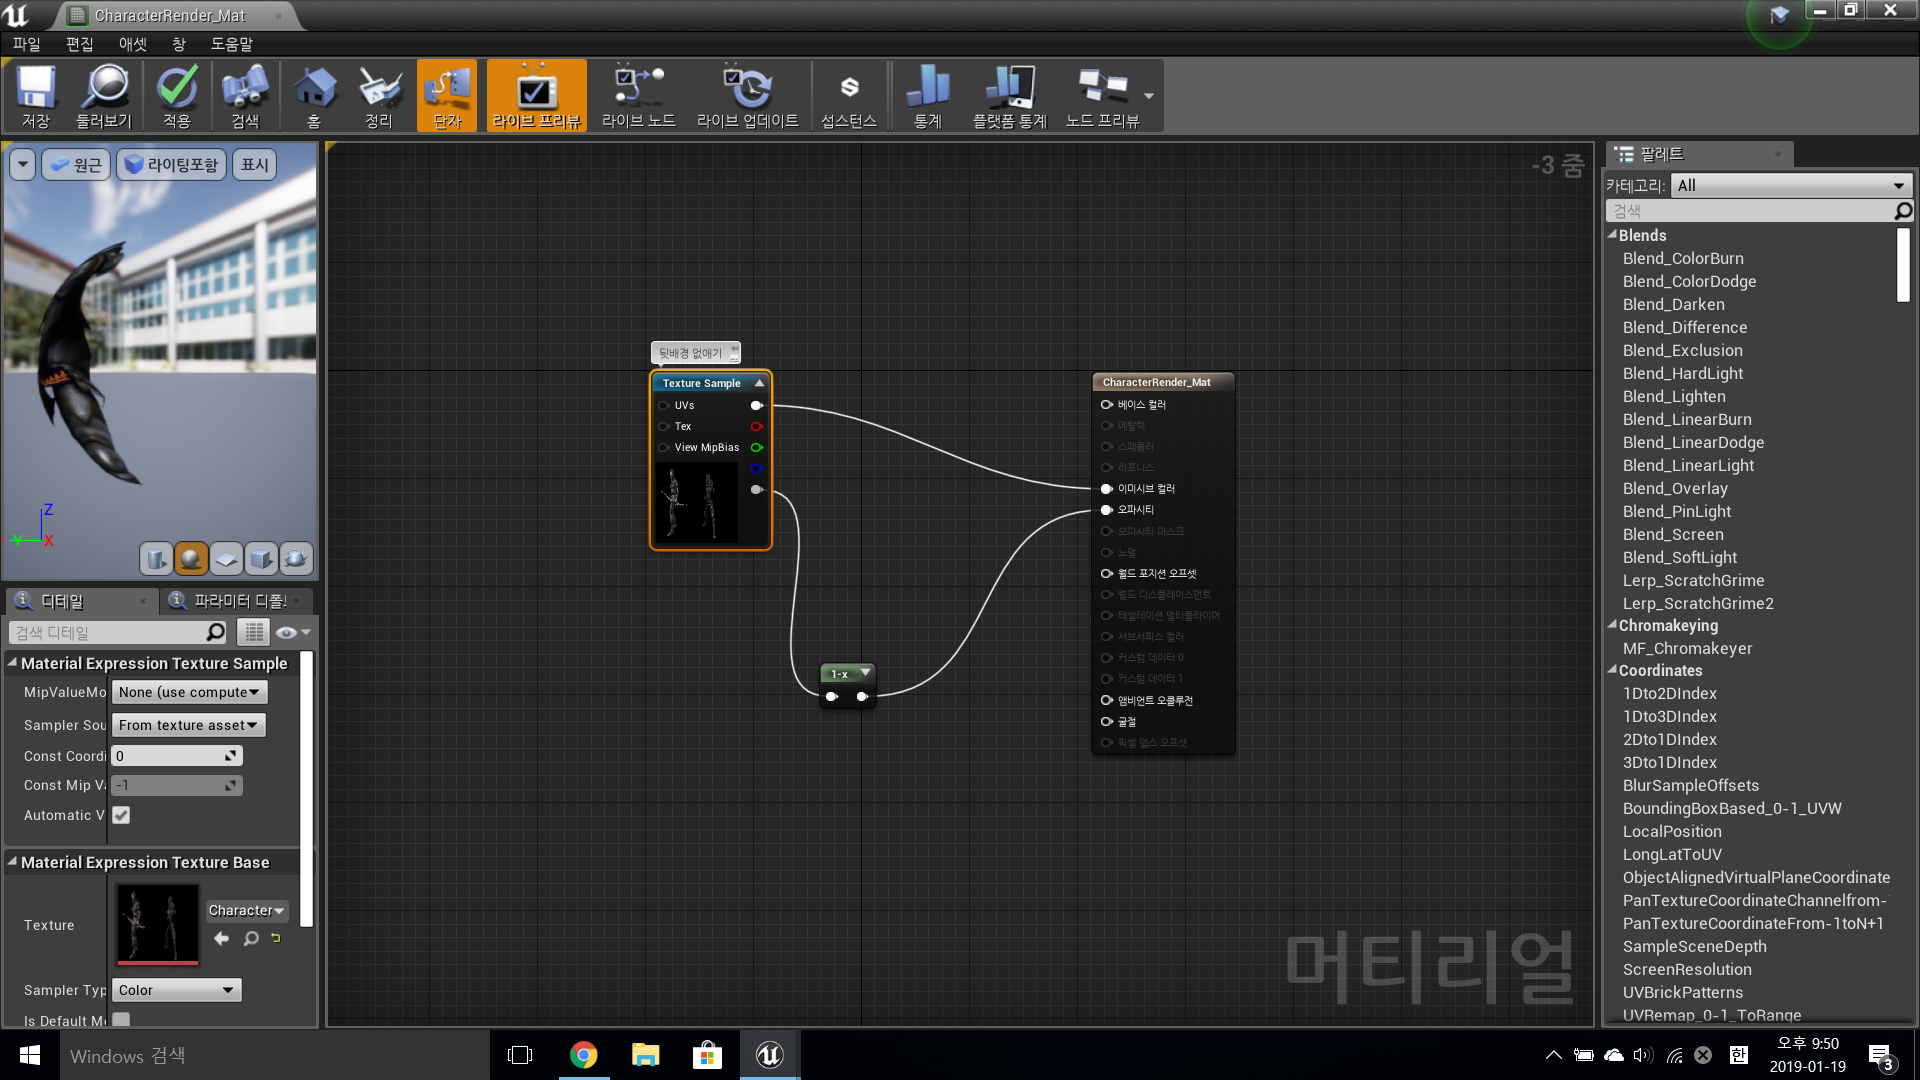 CharacterRender_Mat
파일 편집 애셋 창 도움말
저장 둘러보기 적용 검색 홈 정리 단자 라이브 프리뷰 라이브 노드 라이브 업데이트 섭스턴스 통계 플랫폼 통계 노드 프리뷰
원근 라이팅포함 표시
Z
Y X
디테일 파라미터 디폴
검색 디테일
Material Expression Texture Sample
MipValueMo None (use compute
Sampler Sou From texture asset
Const Coordi 0
Const Mip Va -1
Automatic V
Material Expression Texture Base
Texture Character
Sampler Typ Color
Is Default Me
-3 줌
뒷배경 없애기
Texture Sample
UVs
Tex
View MipBias
1-x
CharacterRender_Mat
베이스 컬러
메탈릭
스페큘러
러프니스
이미시브 컬러
오파시티
오파시티 마스크
노멀
월드 포지션 오프셋
월드 디스플레이스먼트
테셀레이션 멀티플라이어
서브서피스 컬러
커스텀 데이터 0
커스텀 데이터 1
앰비언트 오클루전
굴절
픽셀 뎁스 오프셋
머티리얼
팔레트
카테고리: All
검색
Blends
Blend_ColorBurn
Blend_ColorDodge
Blend_Darken
Blend_Difference
Blend_Exclusion
Blend_HardLight
Blend_Lighten
Blend_LinearBurn
Blend_LinearDodge
Blend_LinearLight
Blend_Overlay
Blend_PinLight
Blend_Screen
Blend_SoftLight
Lerp_ScratchGrime
Lerp_ScratchGrime2
Chromakeying
MF_Chromakeyer
Coordinates
1Dto2DIndex
1Dto3DIndex
2Dto1DIndex
3Dto1DIndex
BlurSampleOffsets
BoundingBoxBased_0-1_UVW
LocalPosition
LongLatToUV
ObjectAlignedVirtualPlaneCoordinate
PanTextureCoordinateChannelfrom-
PanTextureCoordinateFrom-1toN+1
SampleSceneDepth
ScreenResolution
UVBrickPatterns
UVRemap_0-1_ToRange
Windows 검색
한
오후 9:50
2019-01-19
3